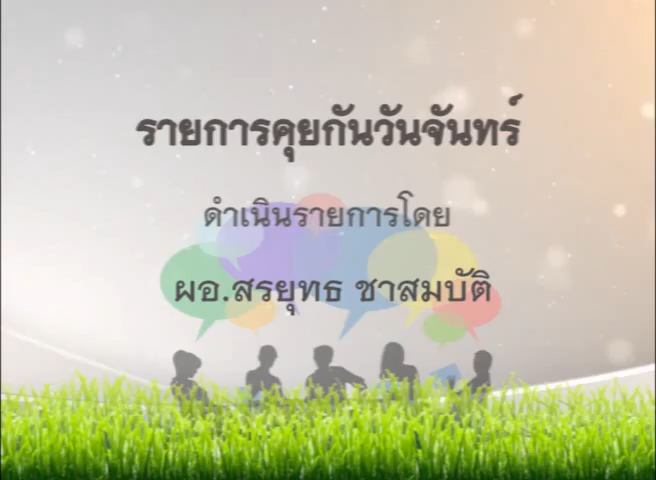 รายการคุยกันวันจันทร์
ดำเนินรายการโดย
ผอ.สรยุทธ ชาสมบัติ